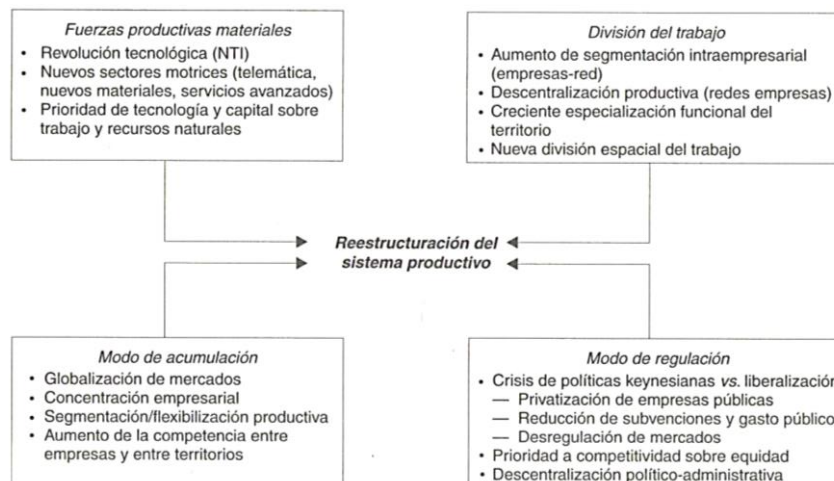 Fuerzas productivas materiales
• Revolución tecnológica (NTI)
• Nuevos sectores motrices (telemática,
nuevos materiales, servicios avanzados)
• Prioridad de tecnología y capital sobre
trabajo y recursos naturales
División del trabajo
• Aumento de segmentación intraempresarial
(empresas-red)
• Descentralización productiva (redes empresas)
• Creciente especialización funcional del
territorio
• Nueva división espacial del trabajo
Reestructuración del
sistema productivo
Modo de acumulación
• Globalización de mercados
• Concentración empresarial
• Segmentación/flexibilización productiva
• Aumento de la competencia entre
empresas y entre territorios
Modo de regulación
• Crisis de políticas keynesianas vs. liberalización
— Privatización de empresas públicas
— Reducción de subvenciones y gasto público
— Desregulación de mercados
• Prioridad a competitividad sobre equidad
• Descentralización político-administrativa